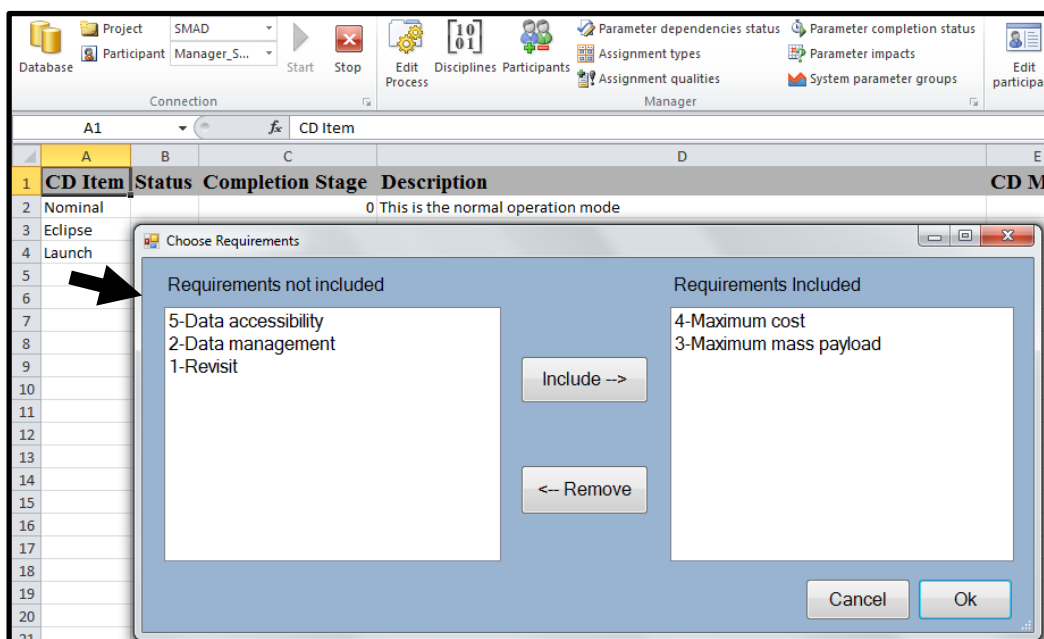 Project SMAD
Participant Manager_S...
Database Start Stop
Connection
Edit Process Disciplines Participants
Parameter dependencies status Parameter completion status
Assignment types Parameter impacts
Assignment qualities System parameter groups
Manager
Edit
participa
A1 fx CD Item
A B C D E
1 CD Item Status Completion Stage Description CD M
2 Nominal 0 This is the normal operation mode
3 Eclipse
4 Launch
5
6
7
8
9
10
11
12
13
14
15
16
17
18
19
20
21
Choose Requirements
Requirements not included
5-Data accessibility
2-Data management
1-Revisit
Include -->
<-- Remove
Requirements Included
4-Maximum cost
3-Maximum mass payload
Cancel Ok